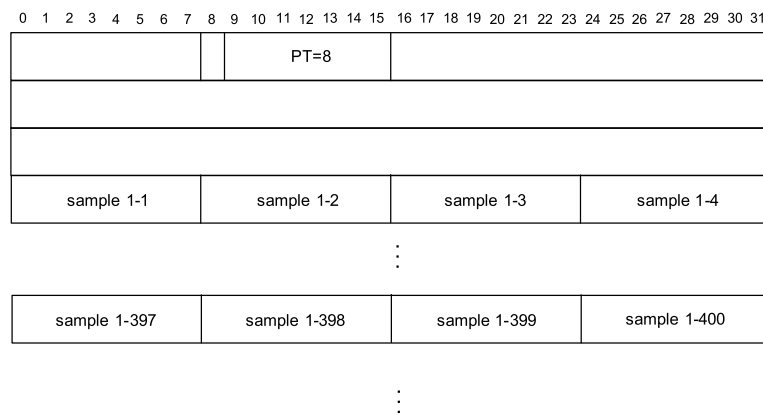 0 1 2 3 4 5 6 7 8 9 10 11 12 13 14 15 16 17 18 19 20 21 22 23 24 25 26 27 28 29 30 31
PT=8
sample 1-1 sample 1-2 sample 1-3 sample 1-4
sample 1-397 sample 1-398 sample 1-399 sample 1-400